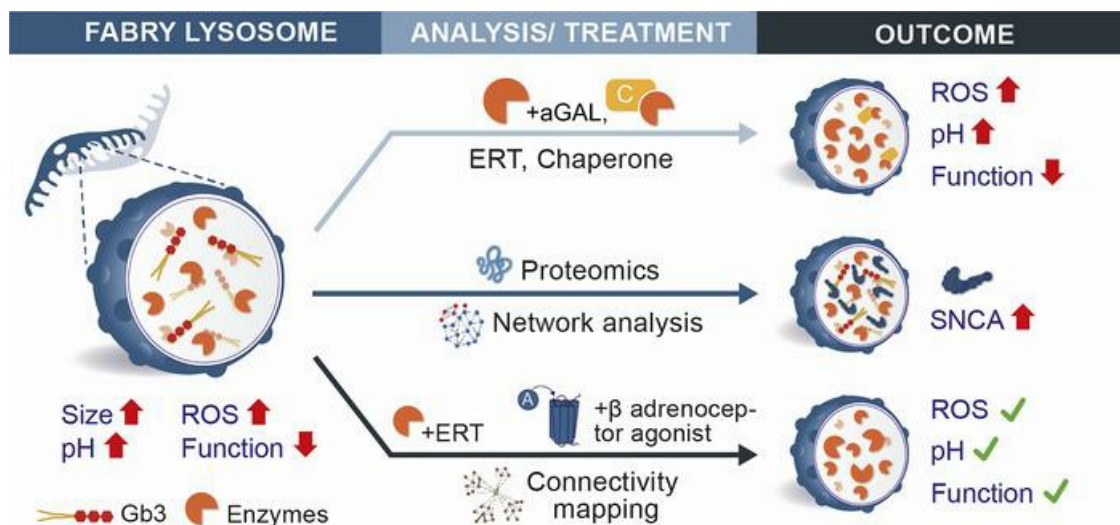 FABRY LYSOSOME
ANALYSIS/ TREATMENT
OUTCOME
+aGAL,
C
ERT, Chaperone
ROS
pH
Function
Proteomics
Network analysis
SNCA
Size
ROS
pH
Function
Gb3
Enzymes
+ERT
A
+β adrenocep-
tor agonist
Connectivity
mapping
ROS
pH
Function